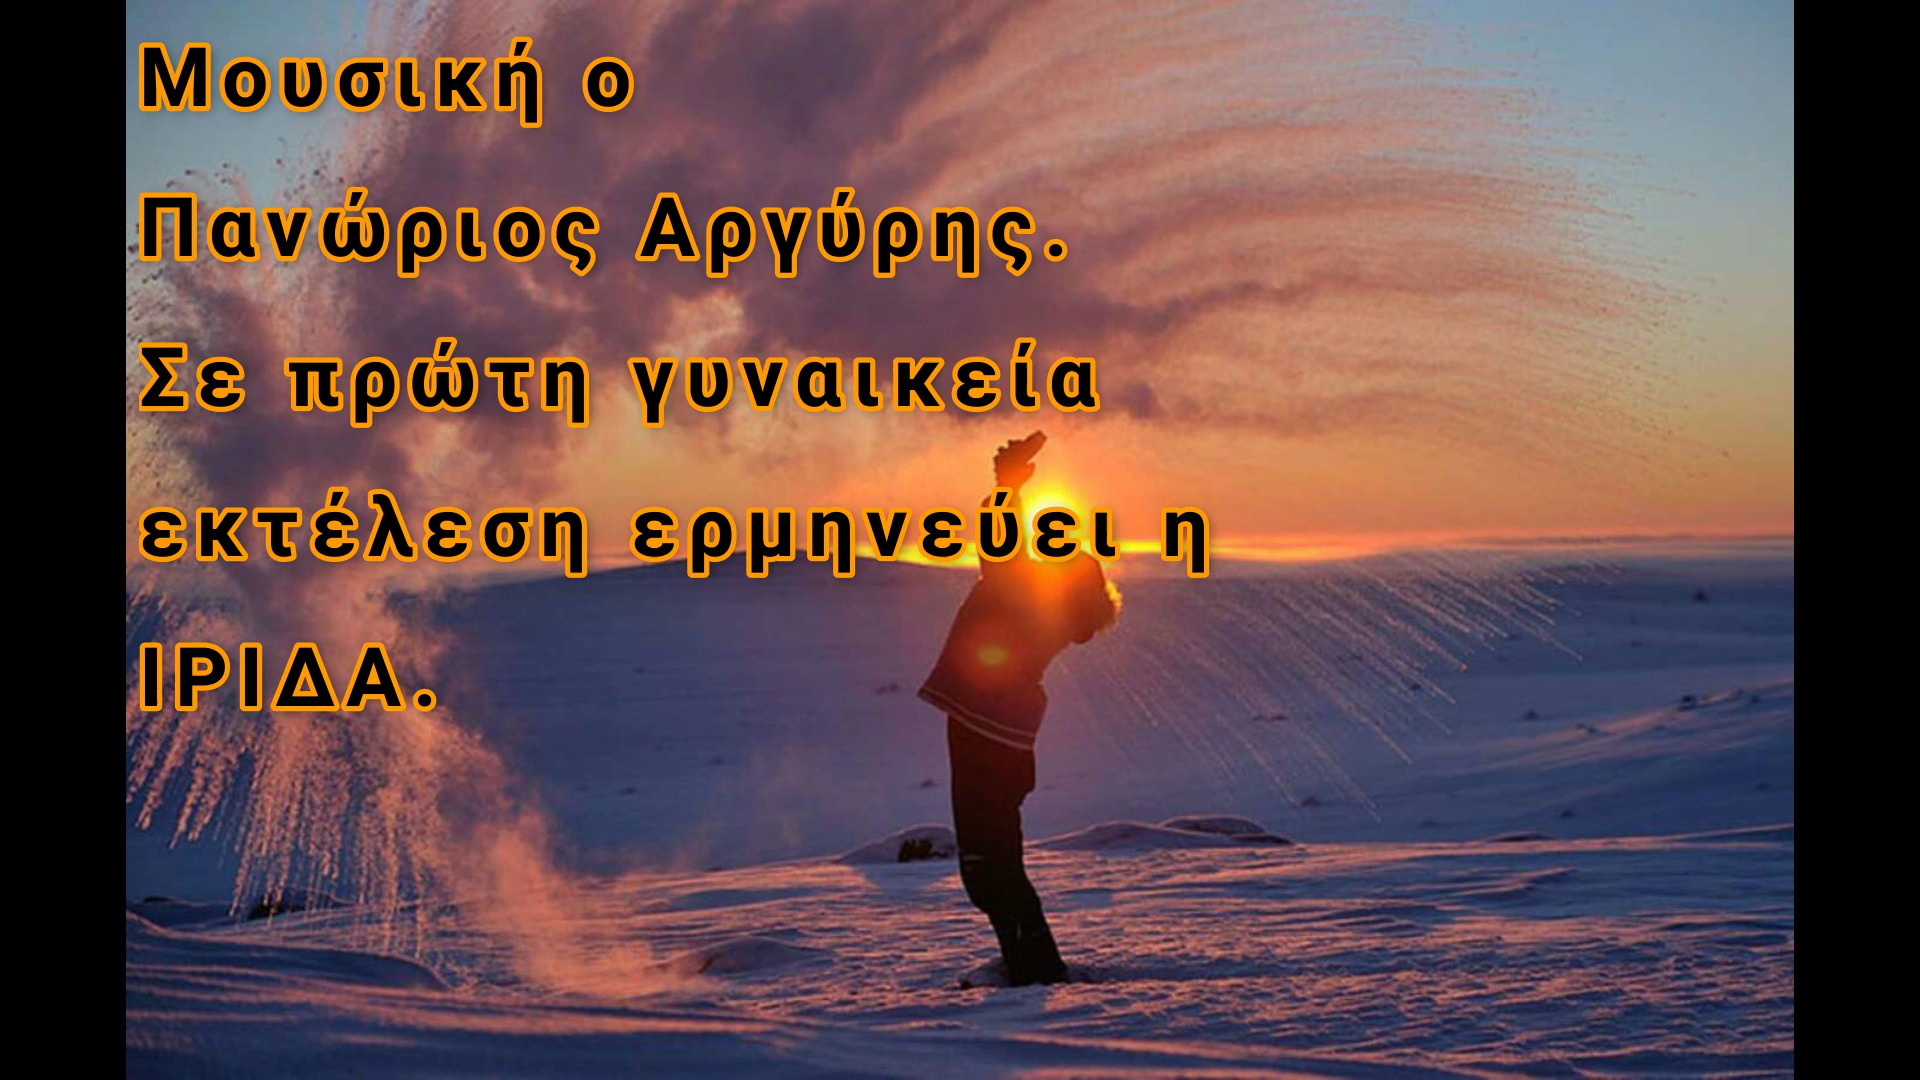 Μουσική ο
Πανώριος Αργύρης.
Σε πρώτη γυναικεία
εκτέλεση ερμηνεύει η
ΙΡΙΔΑ.